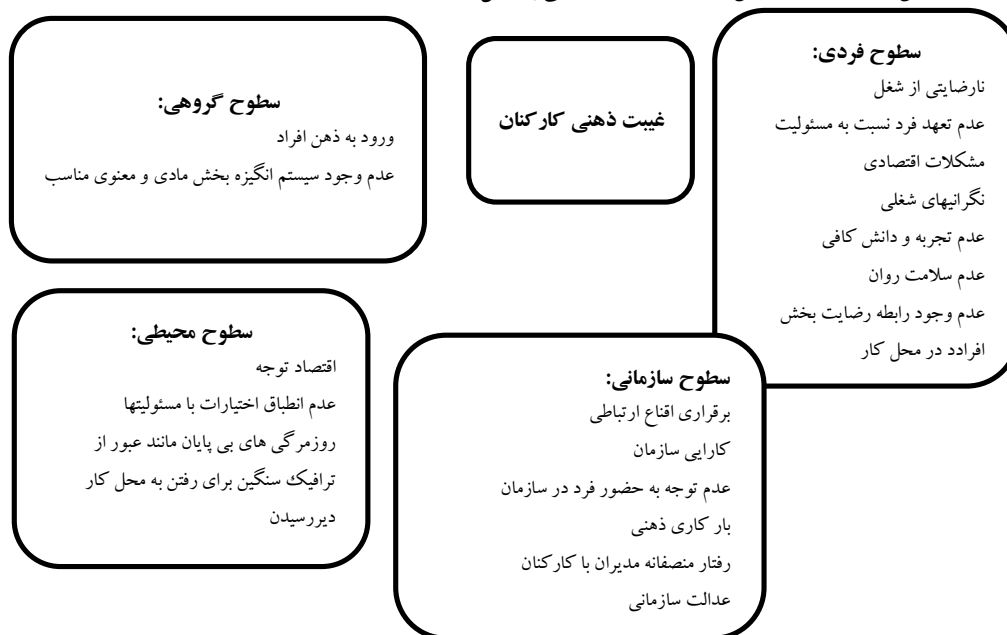 سطوح فردی:
نارضایتی از شغل
عدم تعهد فرد نسبت به مسئولیت
مشکلات اقتصادی
نگرانیهای شغلی
عدم تجربه و دانش کافی
عدم سلامت روان
عدم وجود رابطه رضایت بخش
افرادد در محل کار
غیبت ذهنی کارکنان
سطوح گروهی:
ورود به ذهن افراد
عدم وجود سیستم انگیزه بخش مادی و معنوی مناسب
سطوح سازمانی:
برقراری اقناع ارتباطی
کارایی سازمان
عدم توجه به حضور فرد در سازمان
بار کاری ذهنی
رفتار منصفانه مدیران با کارکنان
عدالت سازمانی
سطوح محیطی:
اقتصاد توجه
عدم انطباق اختیارات با مسئولیتها
روزمرگی های بی پایان مانند عبور از
ترافیک سنگین برای رفتن به محل کار
دیررسیدن